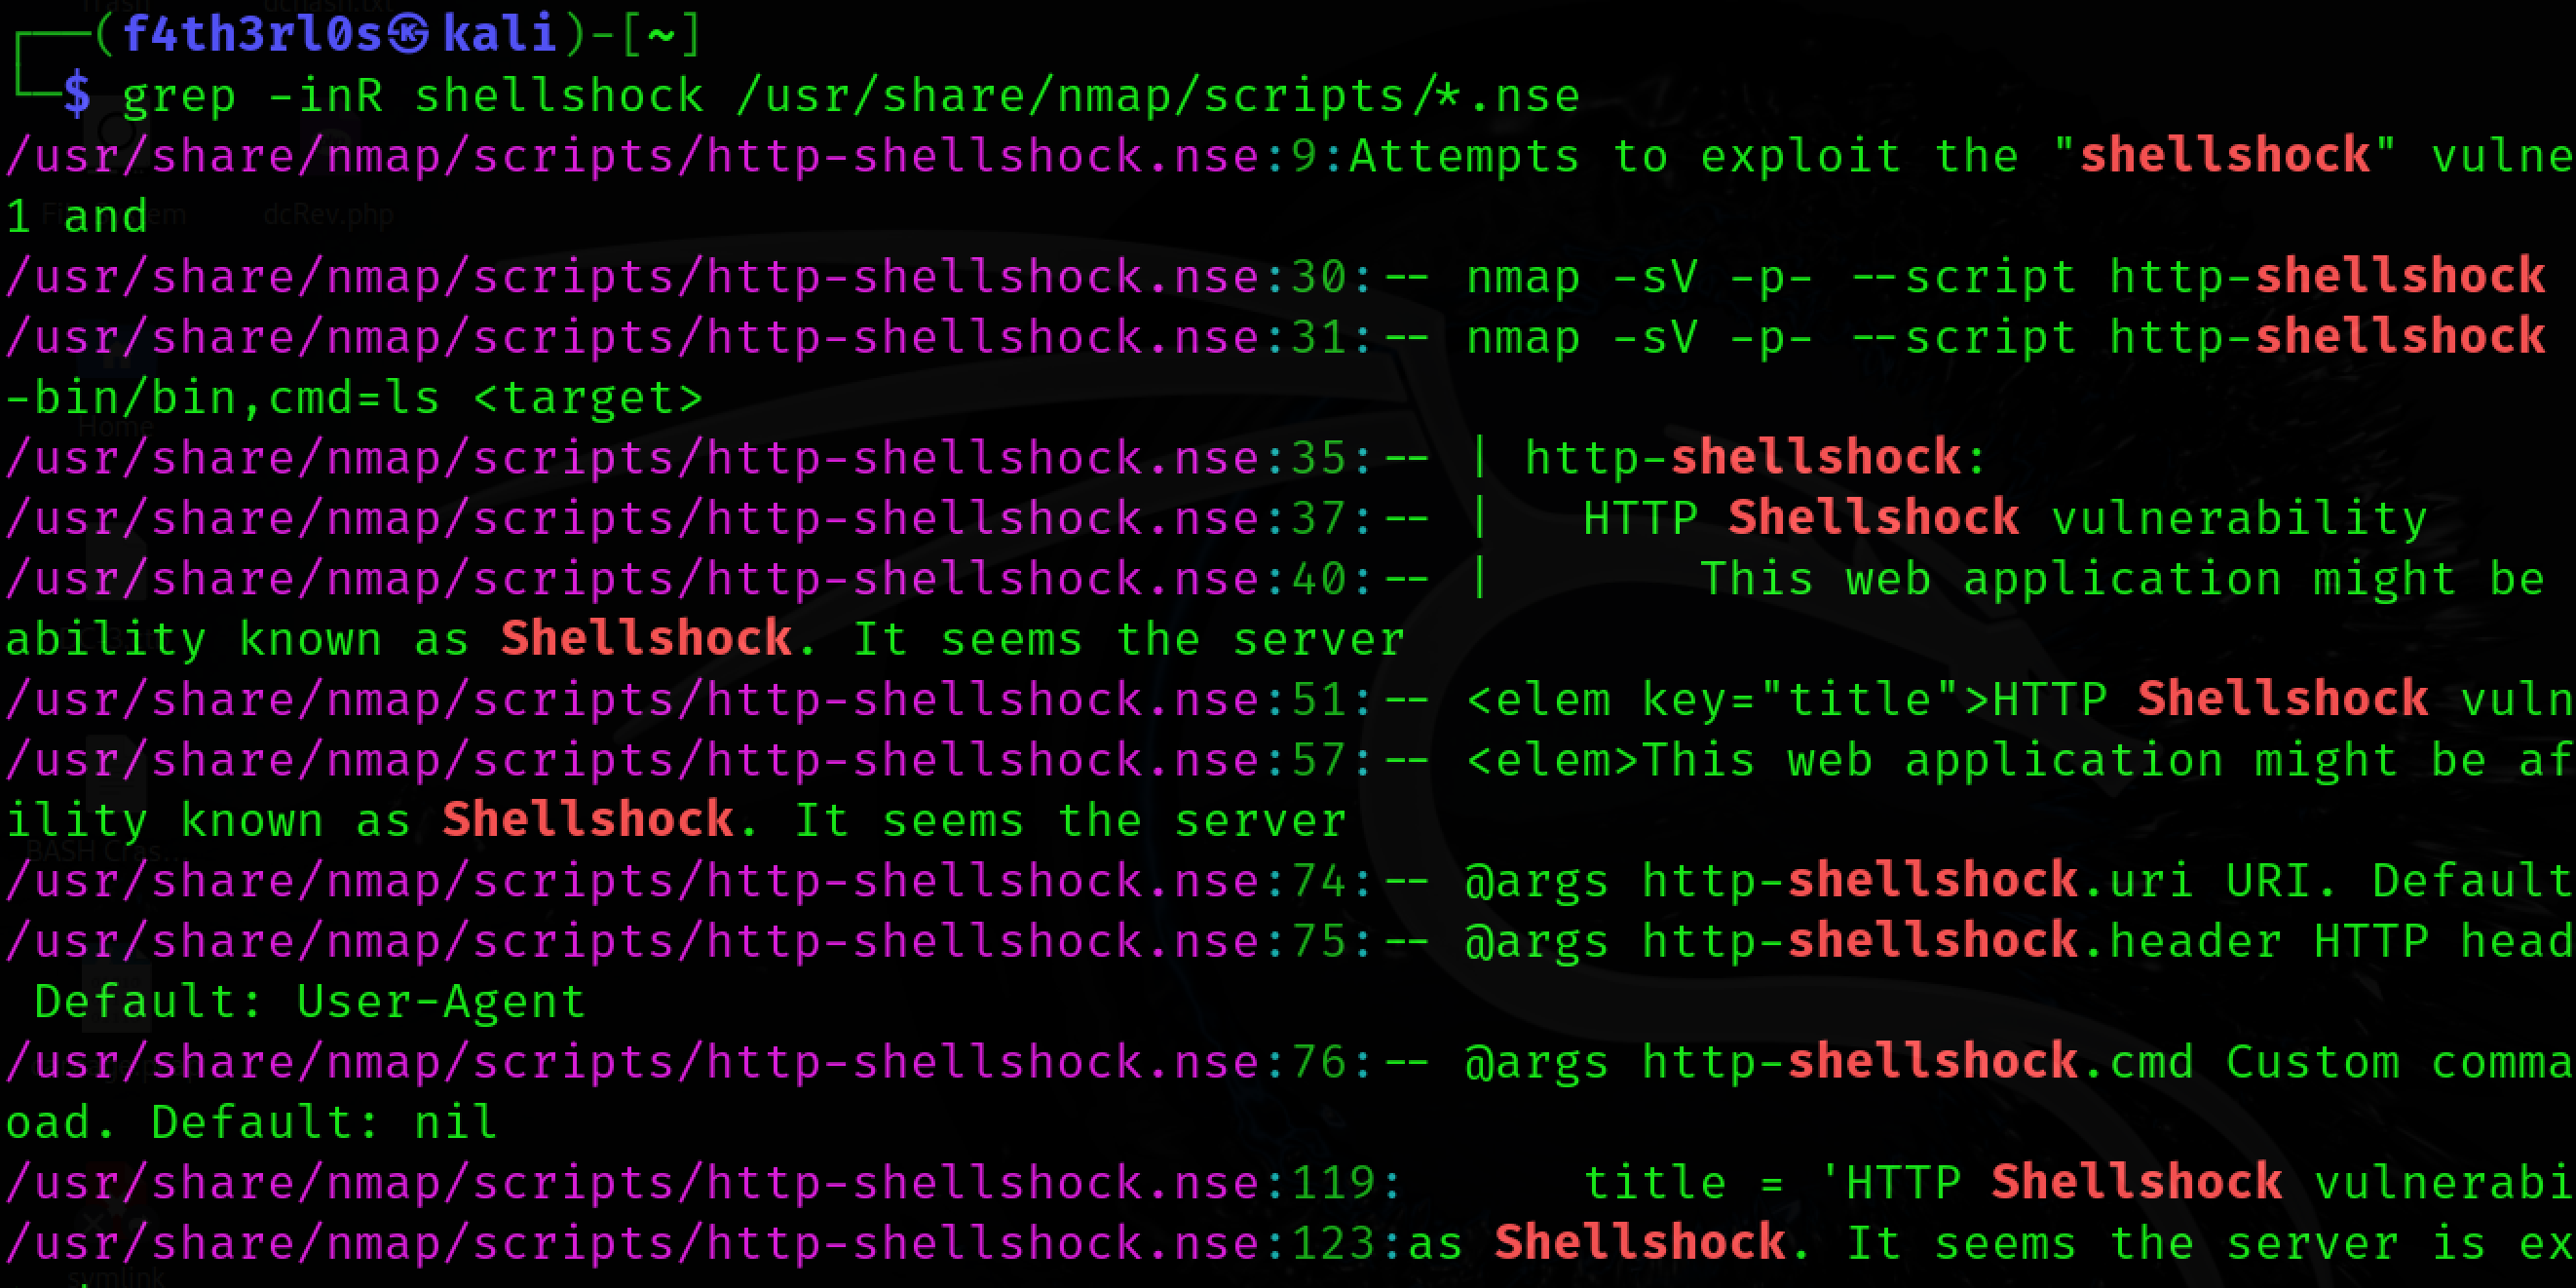 ┌──(f4th3rl0s㉿kali)-[~]
└─$ grep -inR shellshock /usr/share/nmap/scripts/*.nse
/usr/share/nmap/scripts/http-shellshock.nse:9:Attempts to exploit the "shellshock" vulne
1 and
/usr/share/nmap/scripts/http-shellshock.nse:30:-- nmap -sV -p- --script http-shellshock
/usr/share/nmap/scripts/http-shellshock.nse:31:-- nmap -sV -p- --script http-shellshock
-bin/bin,cmd=ls <target>
/usr/share/nmap/scripts/http-shellshock.nse:35:-- | http-shellshock:
/usr/share/nmap/scripts/http-shellshock.nse:37:-- |   HTTP Shellshock vulnerability
/usr/share/nmap/scripts/http-shellshock.nse:40:-- |       This web application might be
ability known as Shellshock. It seems the server
/usr/share/nmap/scripts/http-shellshock.nse:51:-- <elem key="title">HTTP Shellshock vuln
/usr/share/nmap/scripts/http-shellshock.nse:57:-- <elem>This web application might be af
ility known as Shellshock. It seems the server
/usr/share/nmap/scripts/http-shellshock.nse:74:-- @args http-shellshock.uri URI. Default
/usr/share/nmap/scripts/http-shellshock.nse:75:-- @args http-shellshock.header HTTP head
 Default: User-Agent
/usr/share/nmap/scripts/http-shellshock.nse:76:-- @args http-shellshock.cmd Custom comma
oad. Default: nil
/usr/share/nmap/scripts/http-shellshock.nse:119:      title = 'HTTP Shellshock vulnerabi
/usr/share/nmap/scripts/http-shellshock.nse:123:as Shellshock. It seems the server is ex
Trash
dchash.txt
dcRev.php
Home
BASH Cras...
symlink